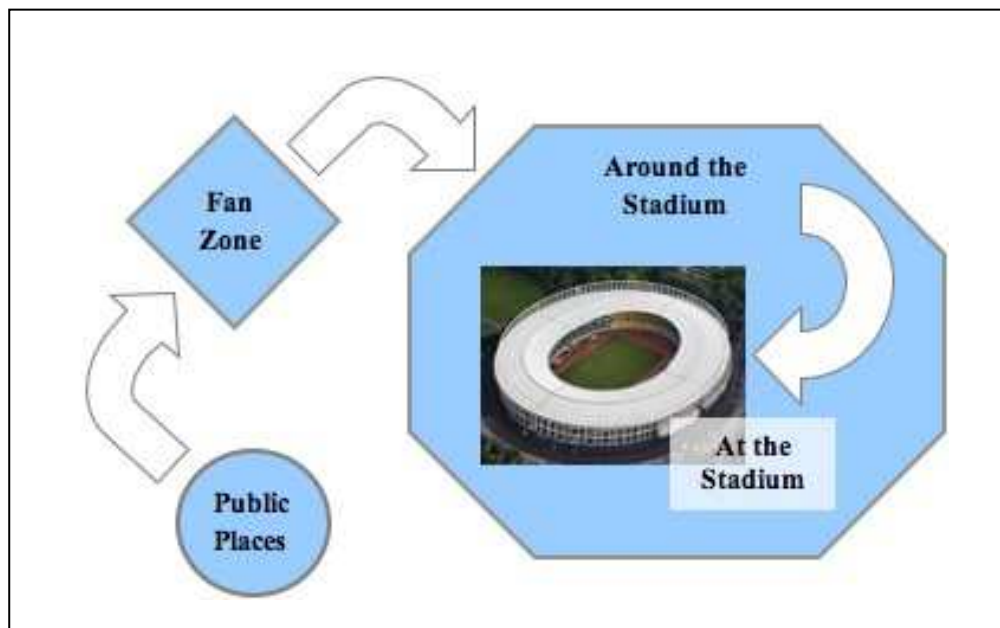 Around the
Stadium
Fan
Zone
At the
Stadium
Public
Places